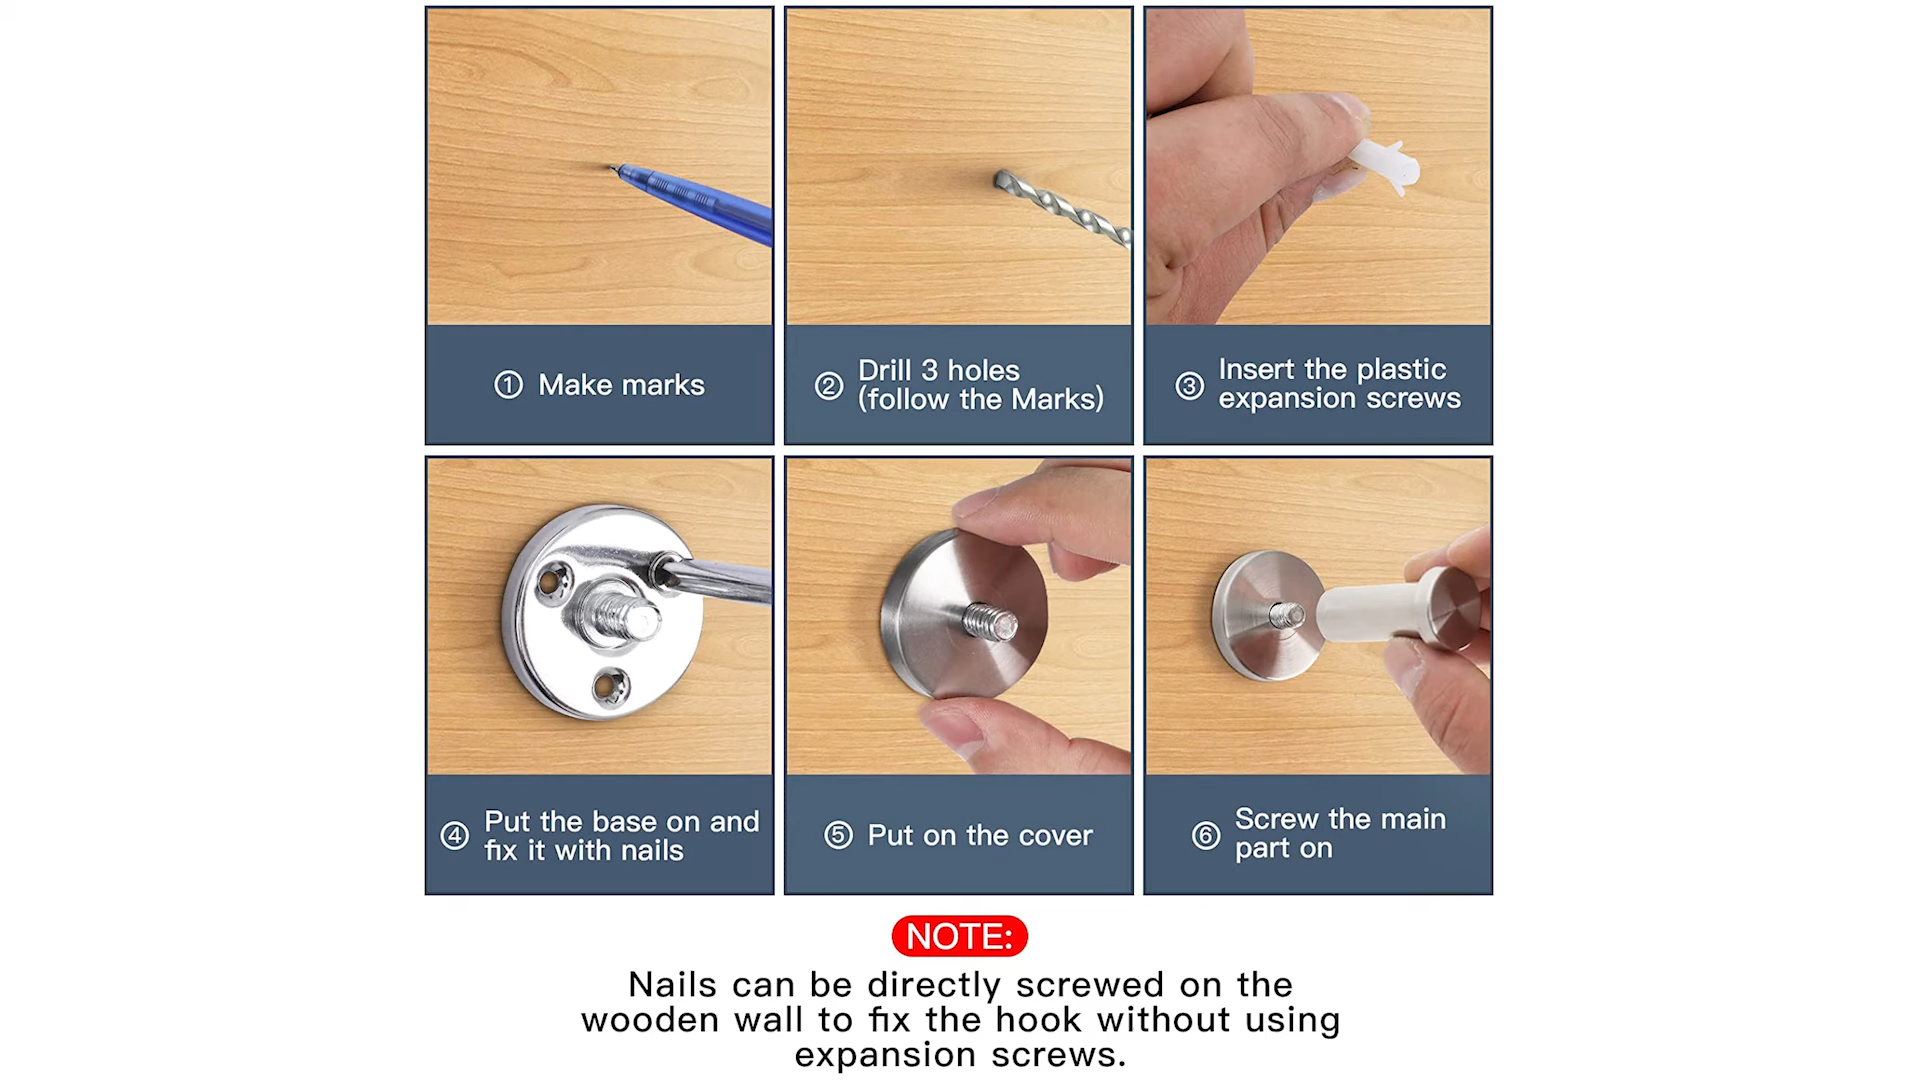 ① Make marks
② Drill 3 holes
(follow the Marks)
③ Insert the plastic
expansion screws
④ Put the base on and
fix it with nails
⑤ Put on the cover
⑥ Screw the main
part on
NOTE:
Nails can be directly screwed on the
wooden wall to fix the hook without using
expansion screws.